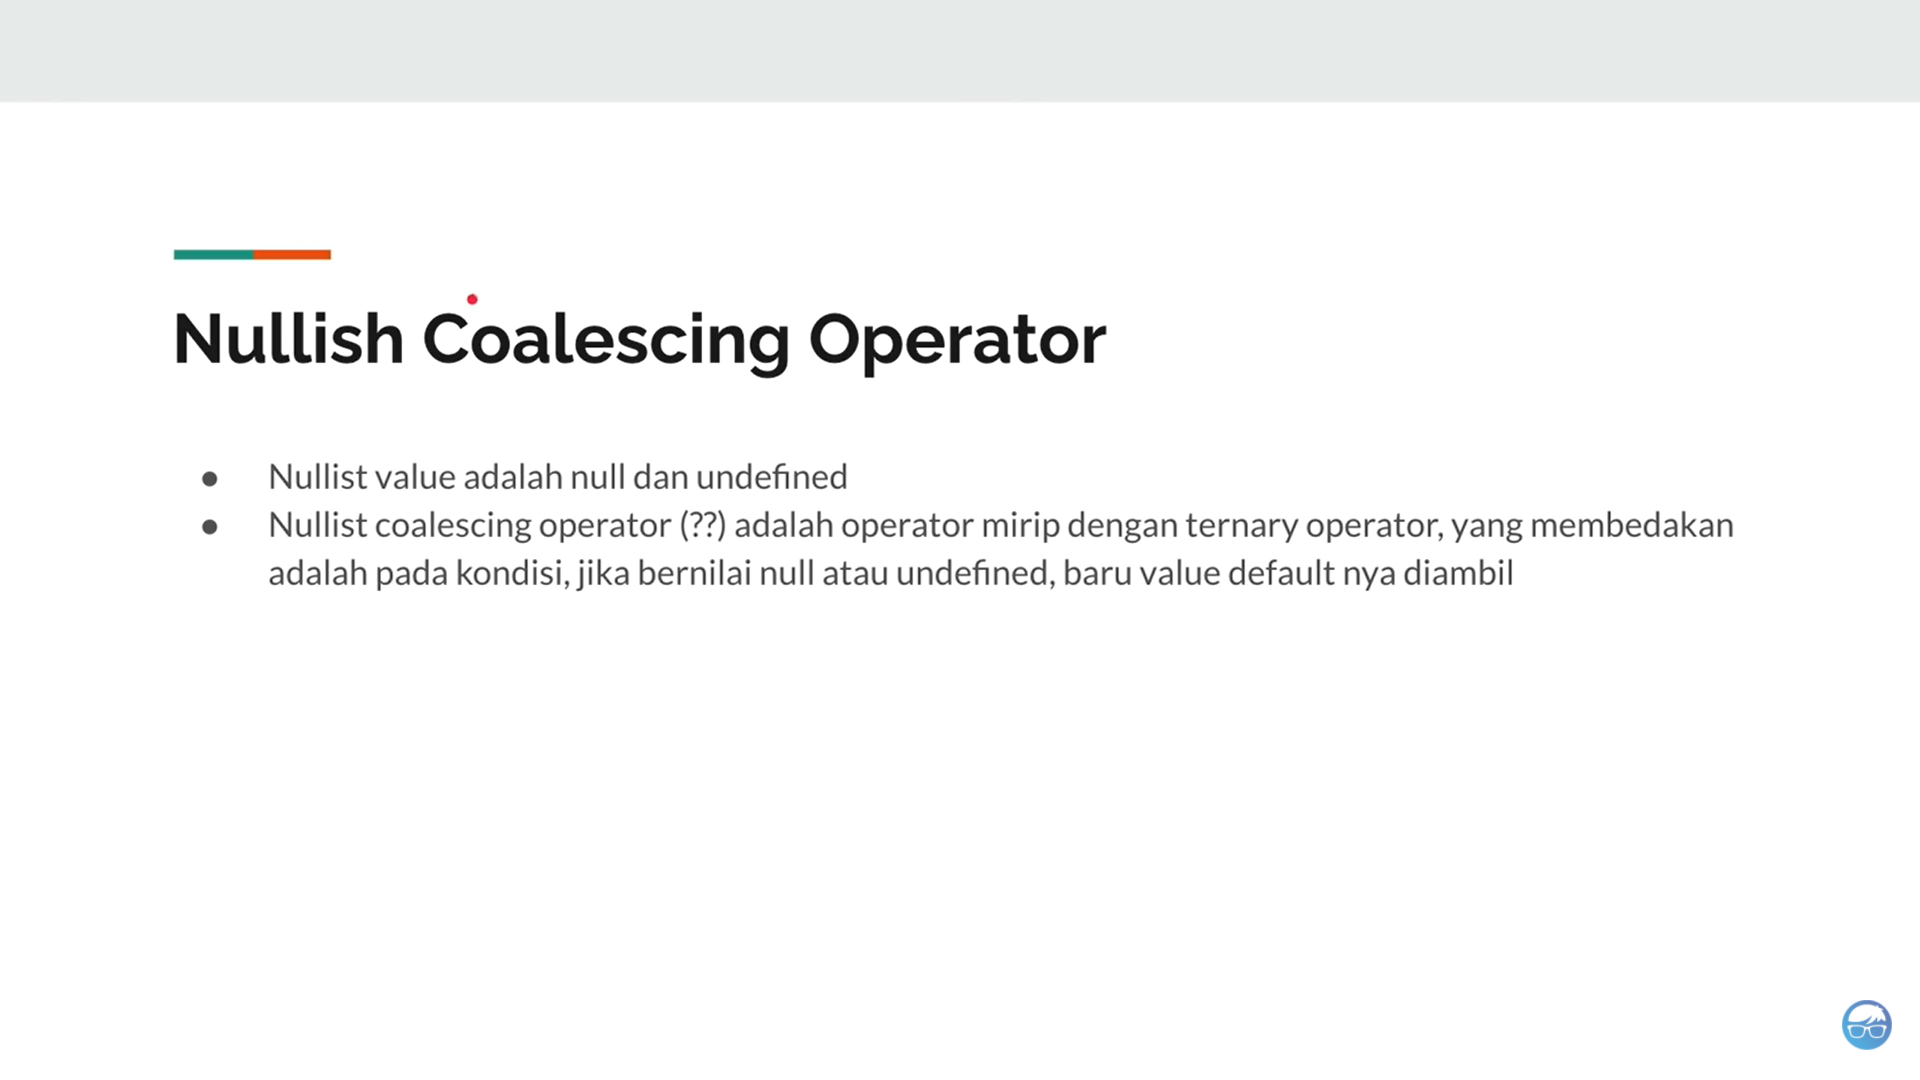 Nullish Coalescing Operator
● Nullist value adalah null dan undefined
● Nullist coalescing operator (??) adalah operator mirip dengan ternary operator, yang membedakan
adalah pada kondisi, jika bernilai null atau undefined, baru value default nya diambil